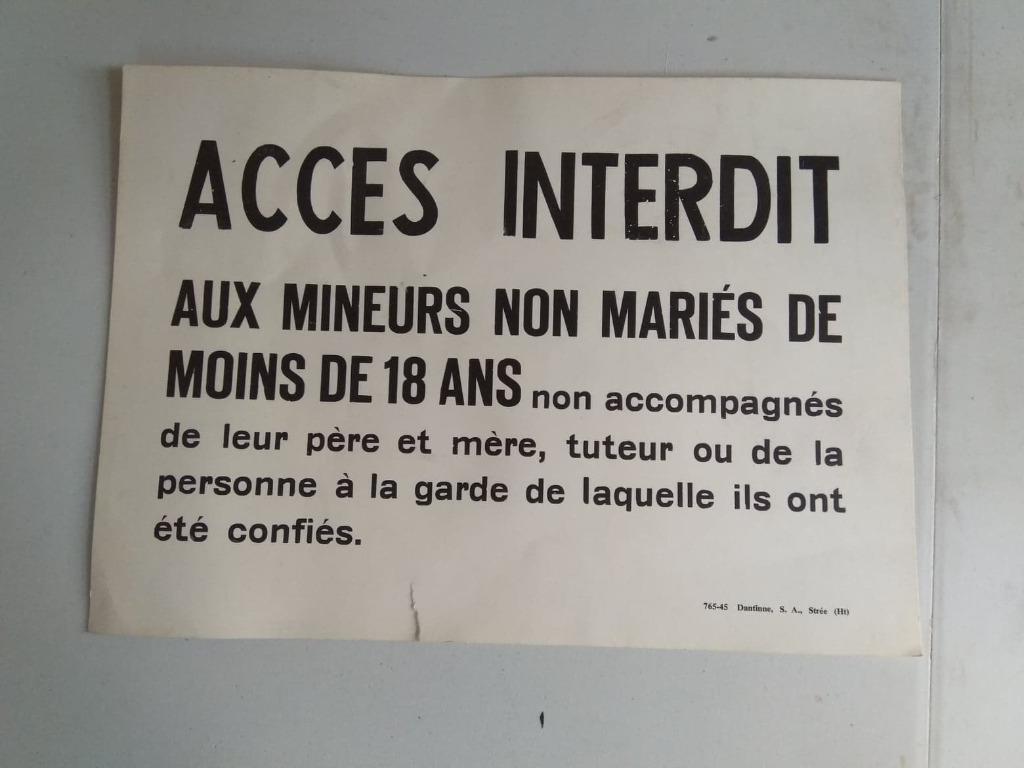 ACCES INTERDIT
AUX MINEURS NON MARIÉS DE
MOINS DE 18 ANS non accompagnés
de leur père et mère, tuteur ou de la
personne à la garde de laquelle ils ont
été confiés.
765-45 Dantinne, S. A., Strée (Ht)